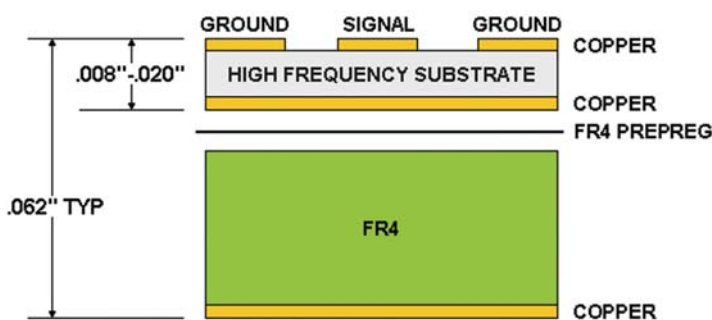 GROUND SIGNAL GROUND
COPPER
.008"-.020"
HIGH FREQUENCY SUBSTRATE
COPPER
FR4 PREPREG
.062" TYP
FR4
COPPER